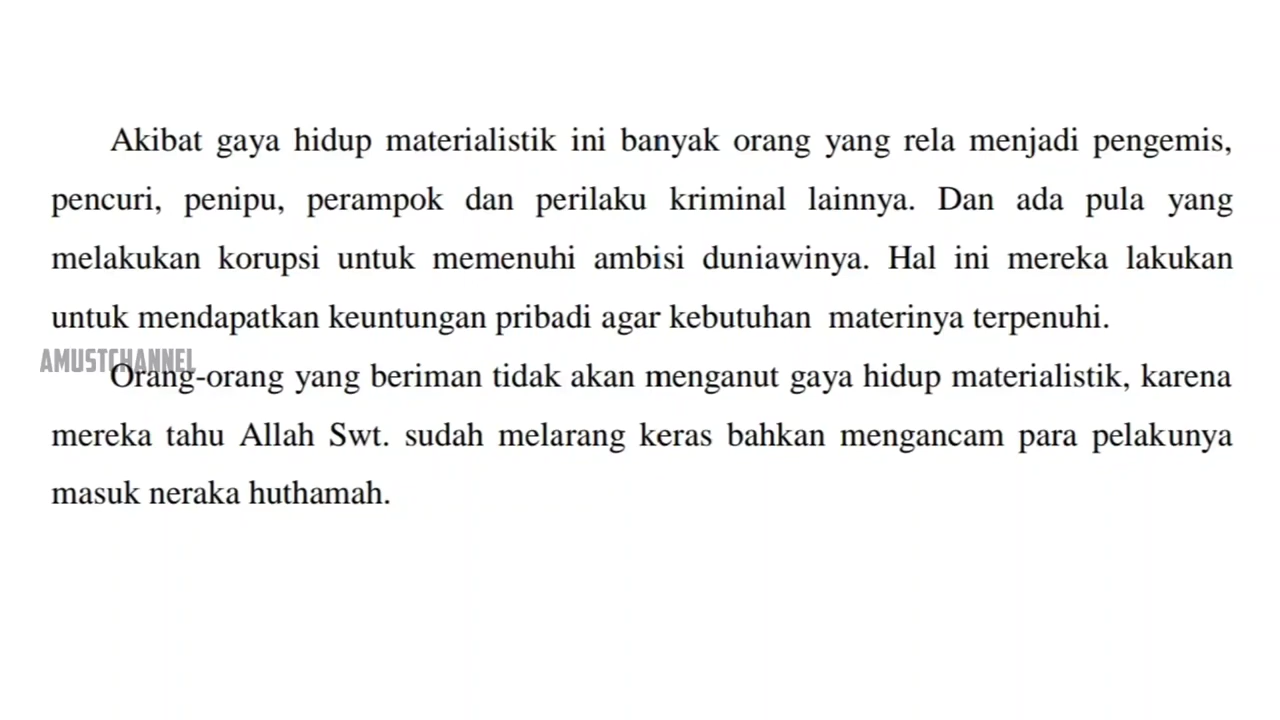 Akibat gaya hidup materialistik ini banyak orang yang rela menjadi pengemis,
pencuri, penipu, perampok dan perilaku kriminal lainnya. Dan ada pula yang
melakukan korupsi untuk memenuhi ambisi duniawinya. Hal ini mereka lakukan
untuk mendapatkan keuntungan pribadi agar kebutuhan materinya terpenuhi.
AMUSTCHANNEL
Orang-orang yang beriman tidak akan menganut gaya hidup materialistik, karena
mereka tahu Allah Swt. sudah melarang keras bahkan mengancam para pelakunya
masuk neraka huthamah.